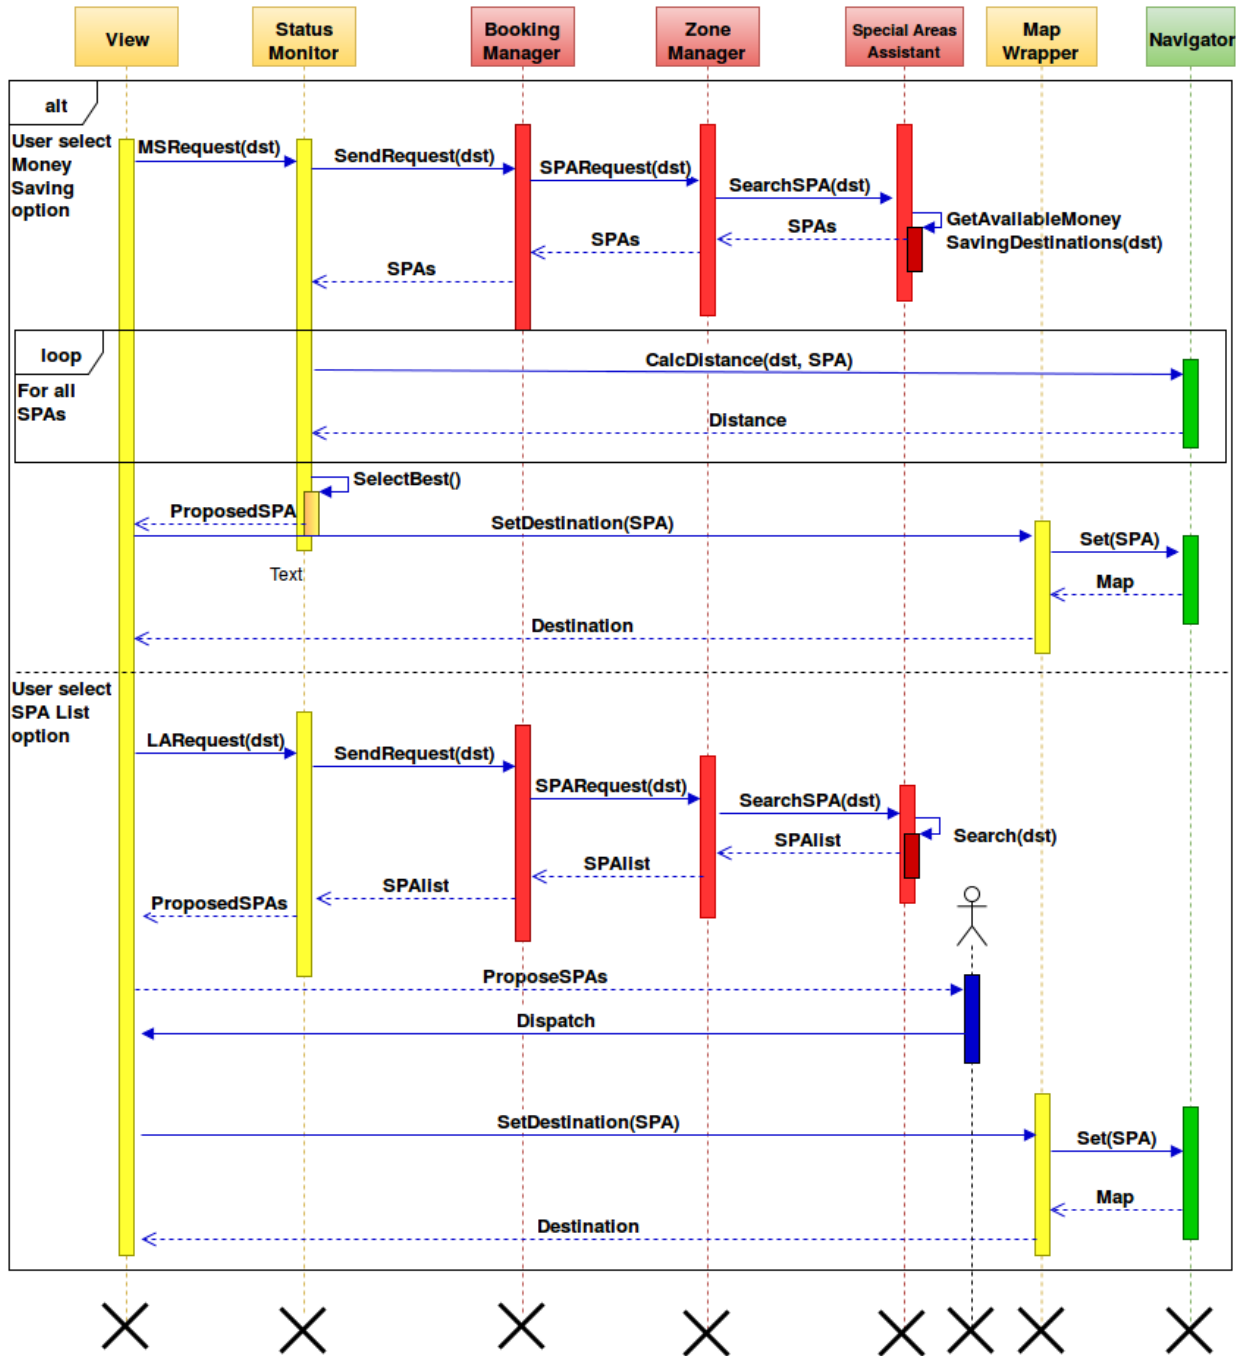 View
Status
Monitor
Booking
Manager
Zone
Manager
Special Areas
Assistant
Map
Wrapper
Navigator
alt
User select
Money
Saving
option
MSRequest(dst)
SendRequest(dst)
SPARequest(dst)
SearchSPA(dst)
GetAvailableMoney
SavingDestinations(dst)
SPAs
SPAs
SPAs
loop
For all
SPAs
CalcDistance(dst, SPA)
Distance
SelectBest()
ProposedSPA
SetDestination(SPA)
Set(SPA)
Text
Map
Destination
User select
SPA List
option
LARequest(dst)
SendRequest(dst)
SPARequest(dst)
SearchSPA(dst)
Search(dst)
SPAlist
SPAlist
SPAlist
ProposedSPAs
ProposeSPAs
Dispatch
SetDestination(SPA)
Set(SPA)
Map
Destination